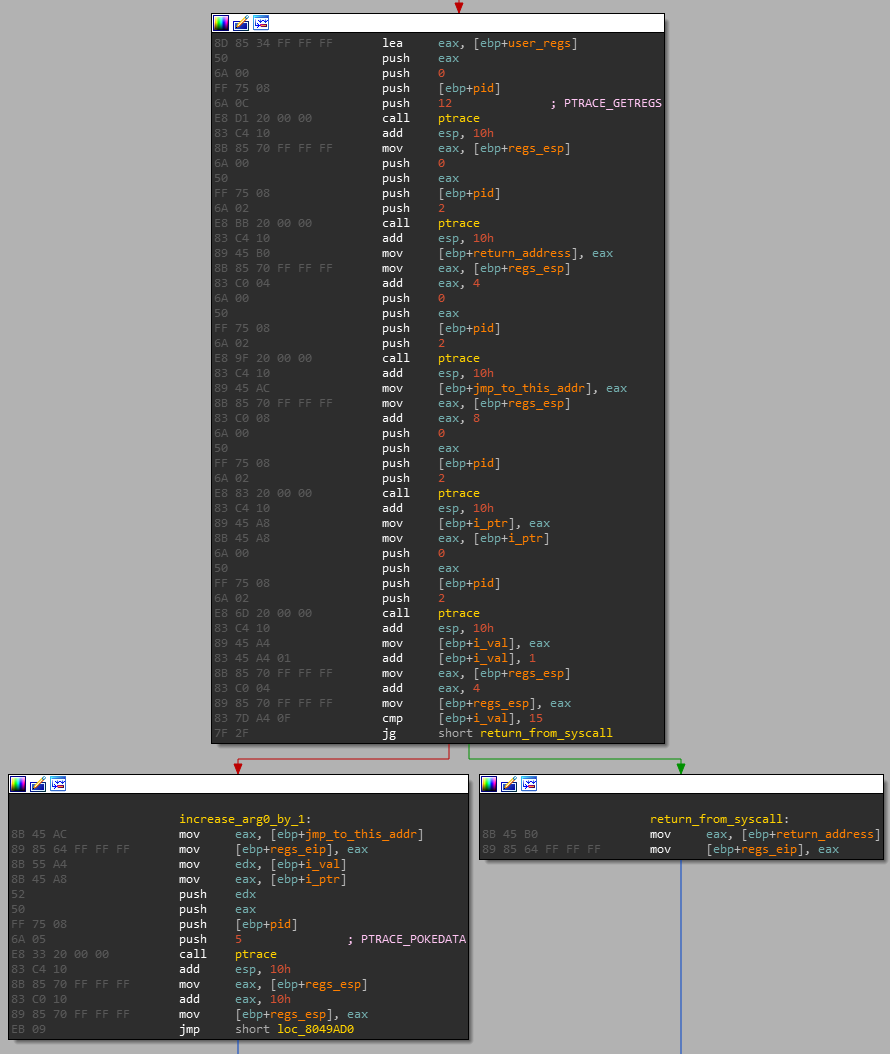 8D 85 34 FF FF FF lea eax, [ebp+user_regs]
50 push eax
6A 00 push 0
FF 75 08 push [ebp+pid]
6A 0C push 12 ; PTRACE_GETREGS
E8 D1 20 00 00 call ptrace
83 C4 10 add esp, 10h
8B 85 70 FF FF FF mov eax, [ebp+regs_esp]
6A 00 push 0
50 push eax
FF 75 08 push [ebp+pid]
6A 02 push 2
E8 BB 20 00 00 call ptrace
83 C4 10 add esp, 10h
89 45 B0 mov [ebp+return_address], eax
8B 85 70 FF FF FF mov eax, [ebp+regs_esp]
83 C0 04 add eax, 4
6A 00 push 0
50 push eax
FF 75 08 push [ebp+pid]
6A 02 push 2
E8 9F 20 00 00 call ptrace
83 C4 10 add esp, 10h
89 45 AC mov [ebp+jmp_to_this_addr], eax
8B 85 70 FF FF FF mov eax, [ebp+regs_esp]
83 C0 08 add eax, 8
6A 00 push 0
50 push eax
FF 75 08 push [ebp+pid]
6A 02 push 2
E8 83 20 00 00 call ptrace
83 C4 10 add esp, 10h
89 45 A8 mov [ebp+i_ptr], eax
8B 45 A8 mov eax, [ebp+i_ptr]
6A 00 push 0
50 push eax
FF 75 08 push [ebp+pid]
6A 02 push 2
E8 6D 20 00 00 call ptrace
83 C4 10 add esp, 10h
89 45 A4 mov [ebp+i_val], eax
83 45 A4 01 add [ebp+i_val], 1
8B 85 70 FF FF FF mov eax, [ebp+regs_esp]
83 C0 04 add eax, 4
89 85 70 FF FF FF mov [ebp+regs_esp], eax
83 7D A4 0F cmp [ebp+i_val], 15
7F 2F jg short return_from_syscall
increase_arg0_by_1:
8B 45 AC mov eax, [ebp+jmp_to_this_addr]
89 85 64 FF FF FF mov [ebp+regs_eip], eax
8B 55 A4 mov edx, [ebp+i_val]
8B 45 A8 mov eax, [ebp+i_ptr]
52 push edx
50 push eax
FF 75 08 push [ebp+pid]
6A 05 push 5 ; PTRACE_POKEDATA
E8 33 20 00 00 call ptrace
83 C4 10 add esp, 10h
8B 85 70 FF FF FF mov eax, [ebp+regs_esp]
83 C0 10 add eax, 10h
89 85 70 FF FF FF mov [ebp+regs_esp], eax
EB 09 jmp short loc_8049AD0
return_from_syscall:
8B 45 B0 mov eax, [ebp+return_address]
89 85 64 FF FF FF mov [ebp+regs_eip], eax